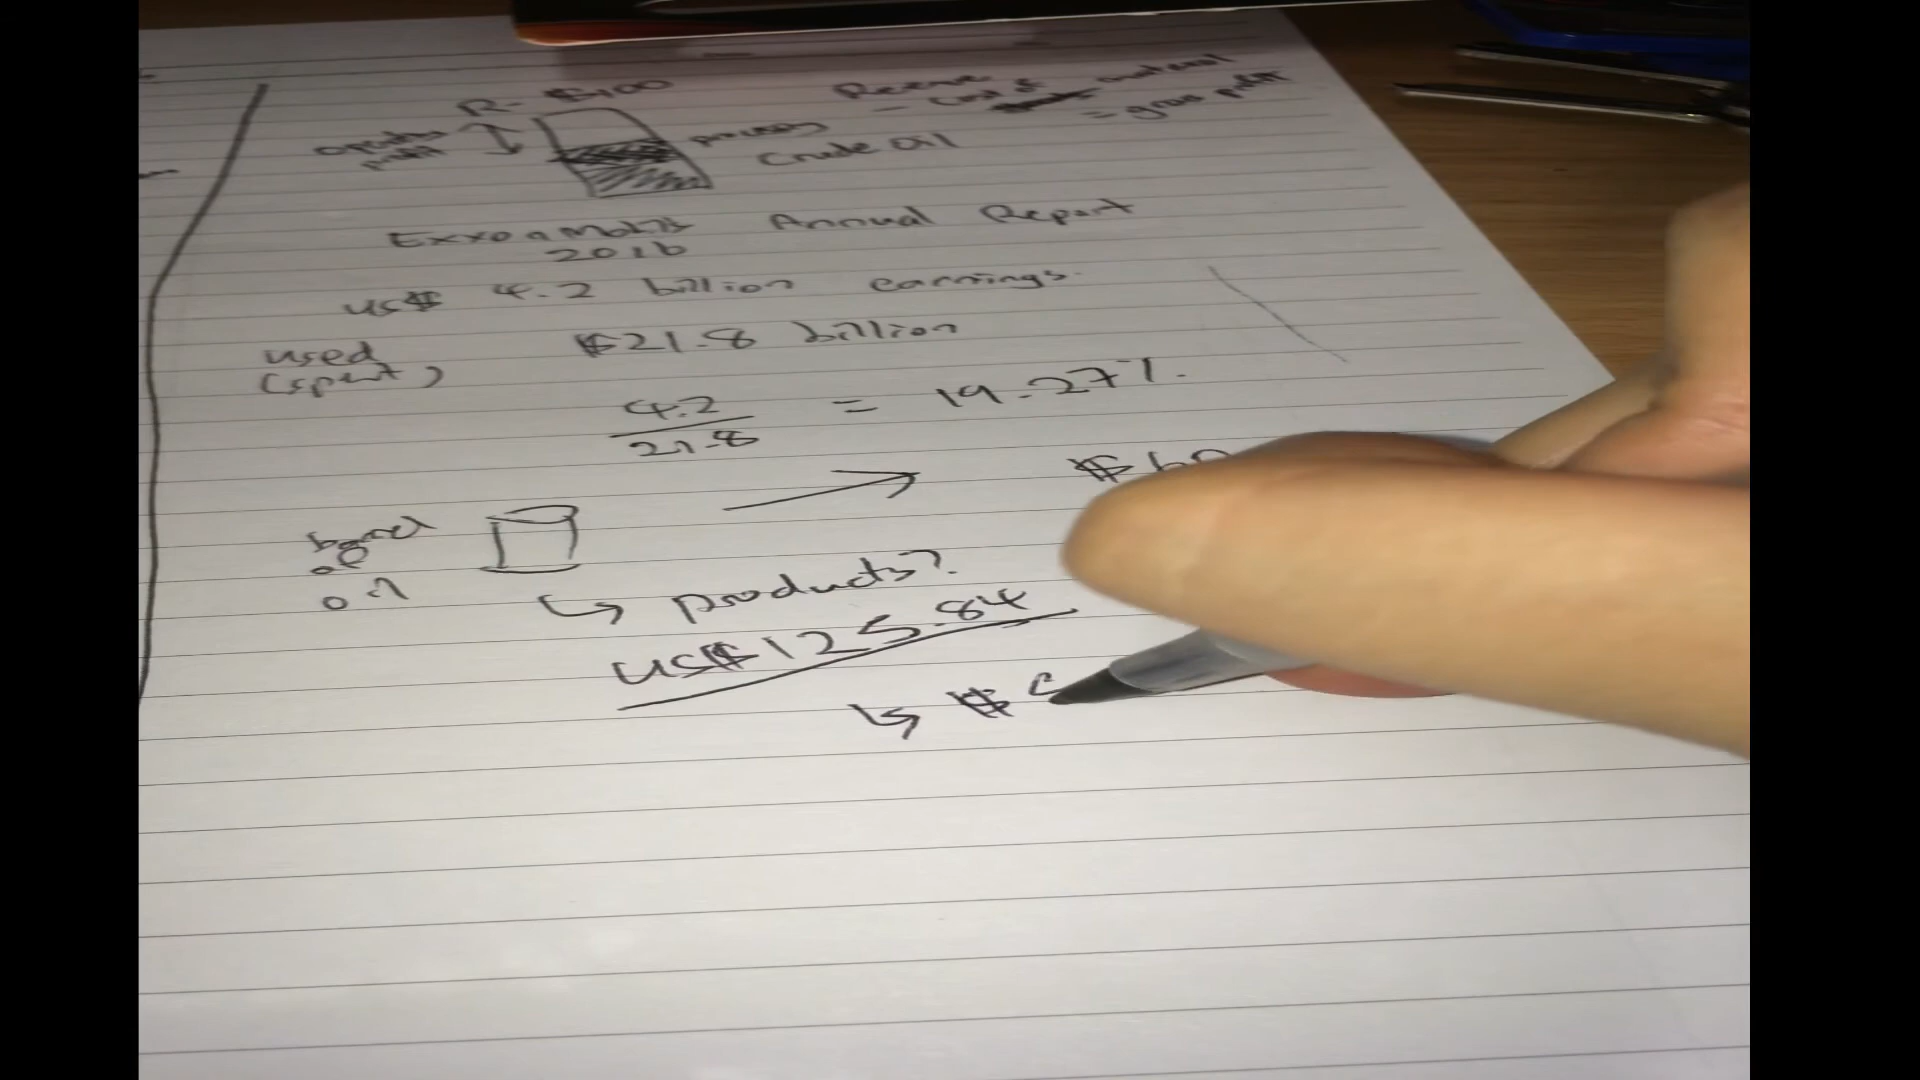 R- $100
Revenue
- cost of material
= gross profit
operating
profit
process
Crude oil
ExxonMobil's Annual Report
2016
US$ 4.2 billion earnings.
used $21.8 billion
(spent)
4.2
21.8
= 19.27%.
barrel
of
oil
$60
products?
US$125.84
$